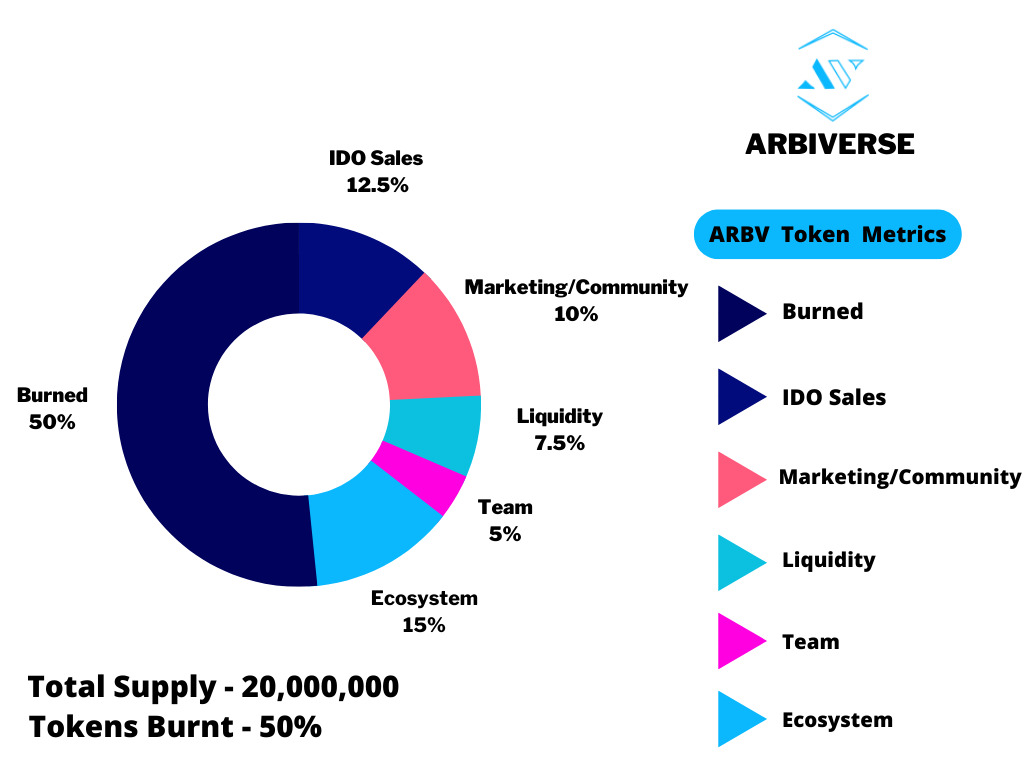 ARBIVERSE
IDO Sales
12.5%
Marketing/Community
10%
Burned
50%
Liquidity
7.5%
Team
5%
Ecosystem
15%
Total Supply - 20,000,000
Tokens Burnt - 50%
ARBV Token Metrics
Burned
IDO Sales
Marketing/Community
Liquidity
Team
Ecosystem